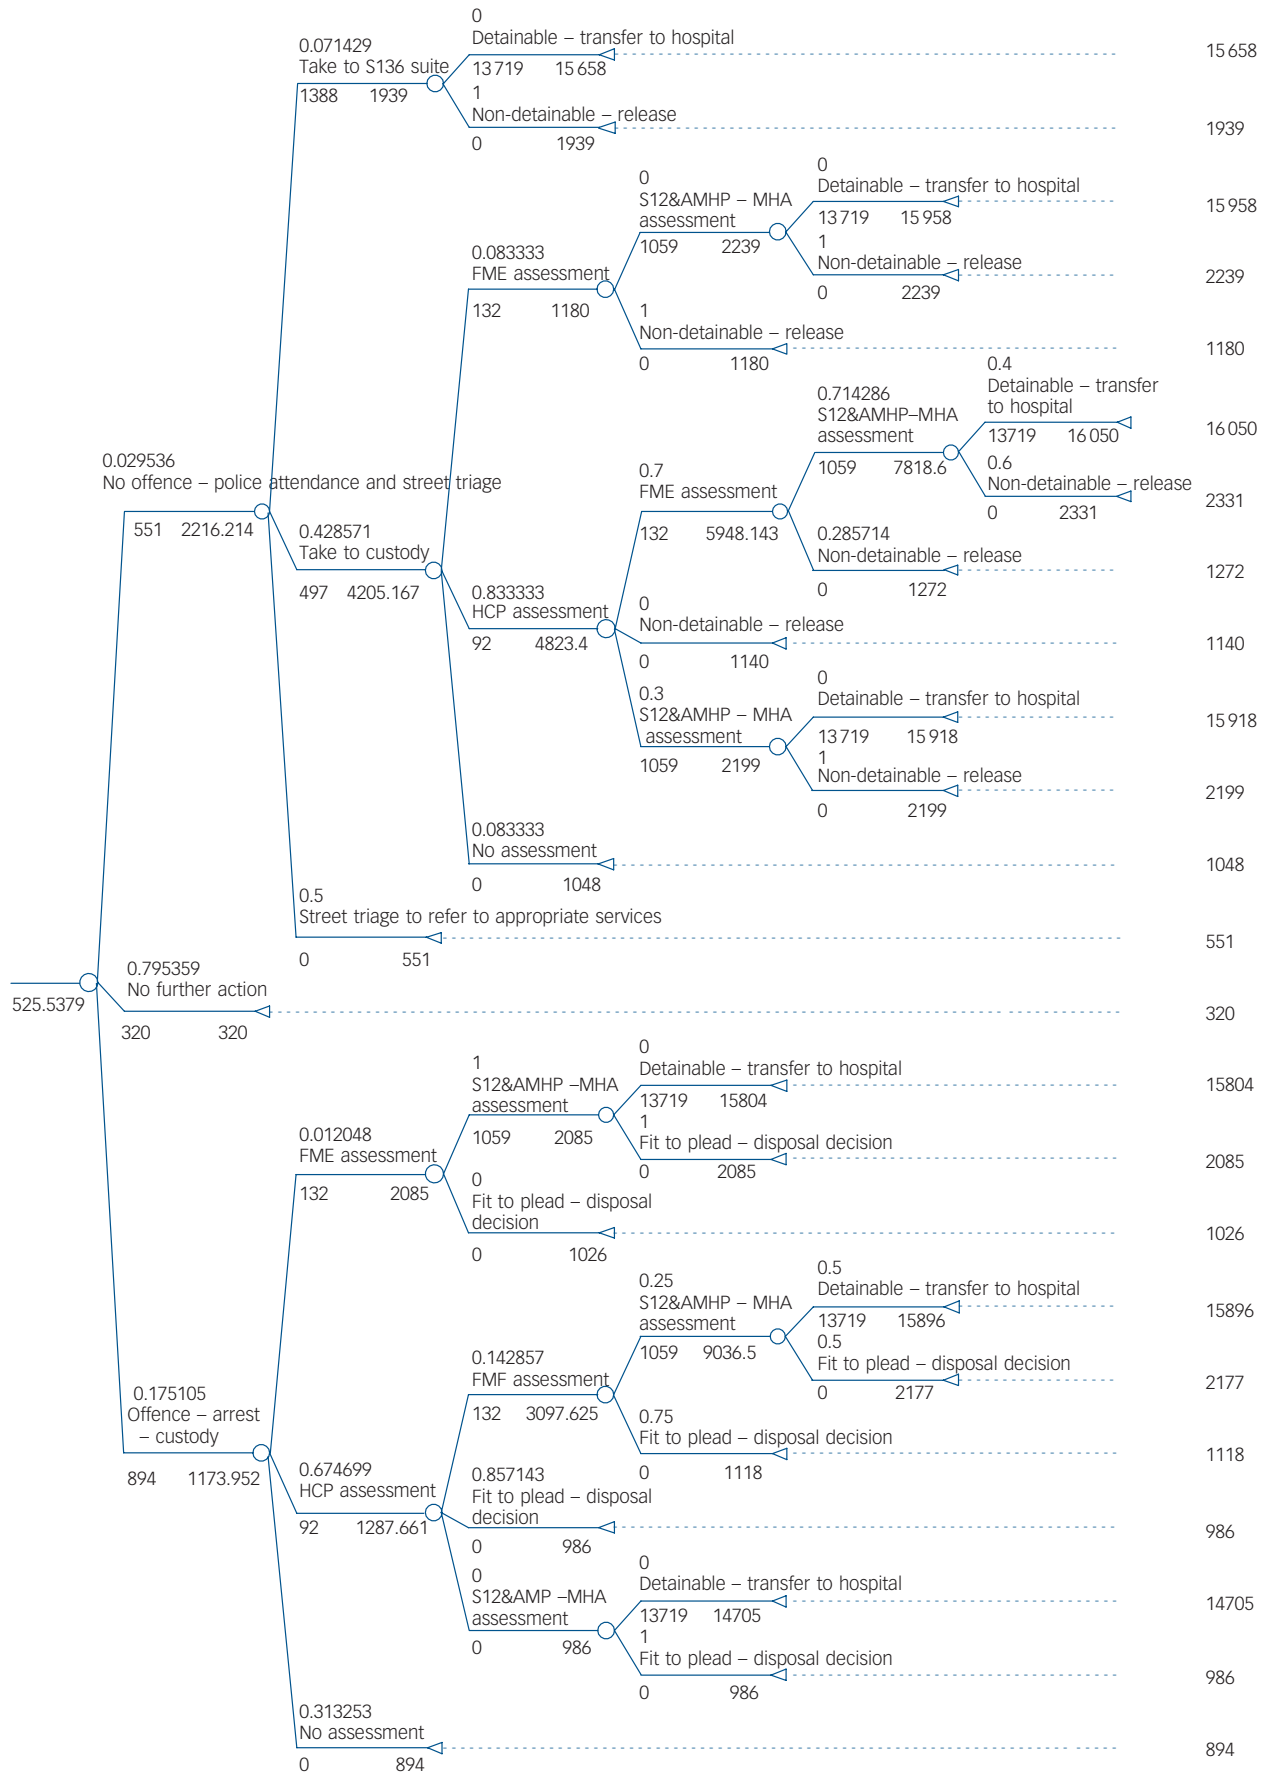 0
Detainable – transfer to hospital
13 719 15 658
15 658
0.071429
Take to S136 suite
1388 1939
1
Non-detainable – release
0 1939
1939
0
Detainable – transfer to hospital
13 719 15 958
15 958
0
S12&AMHP – MHA
assessment
1059 2239
1
Non-detainable – release
0 2239
2239
0.083333
FME assessment
132 1180
1
Non-detainable – release
0 1180
1180
0.4
Detainable – transfer
to hospital
13719 16 050
16 050
0.714286
S12&AMHP–MHA
assessment
1059 7818.6
0.6
Non-detainable – release
0 2331
2331
0.7
FME assessment
132 5948.143
0.285714
Non-detainable – release
0 1272
1272
0.029536
No offence – police attendance and street triage
551 2216.214
0.428571
Take to custody
497 4205.167
0.833333
HCP assessment
92 4823.4
0
Non-detainable – release
0 1140
1140
0
Detainable – transfer to hospital
13 719 15 918
15 918
0.3
S12&AMHP – MHA
assessment
1059 2199
1
Non-detainable – release
0 2199
2199
0.083333
No assessment
0 1048
1048
0.5
Street triage to refer to appropriate services
0 551
551
525.5379
0.795359
No further action
320 320
320
0
Detainable – transfer to hospital
13719 15804
15804
1
S12&AMHP –MHA
assessment
1059 2085
1
Fit to plead – disposal decision
0 2085
2085
0.012048
FME assessment
132 2085
0
Fit to plead – disposal
decision
0 1026
1026
0.5
Detainable – transfer to hospital
13719 15896
15896
0.25
S12&AMHP – MHA
assessment
1059 9036.5
0.5
Fit to plead – disposal decision
0 2177
2177
0.142857
FMF assessment
132 3097.625
0.75
Fit to plead – disposal decision
0 1118
1118
0.175105
Offence – arrest
– custody
894 1173.952
0.674699
HCP assessment
92 1287.661
0.857143
Fit to plead – disposal
decision
0 986
986
0
Detainable – transfer to hospital
13719 14705
14705
0
S12&AMP –MHA
assessment
0 986
1
Fit to plead – disposal decision
0 986
986
0.313253
No assessment
0 894
894